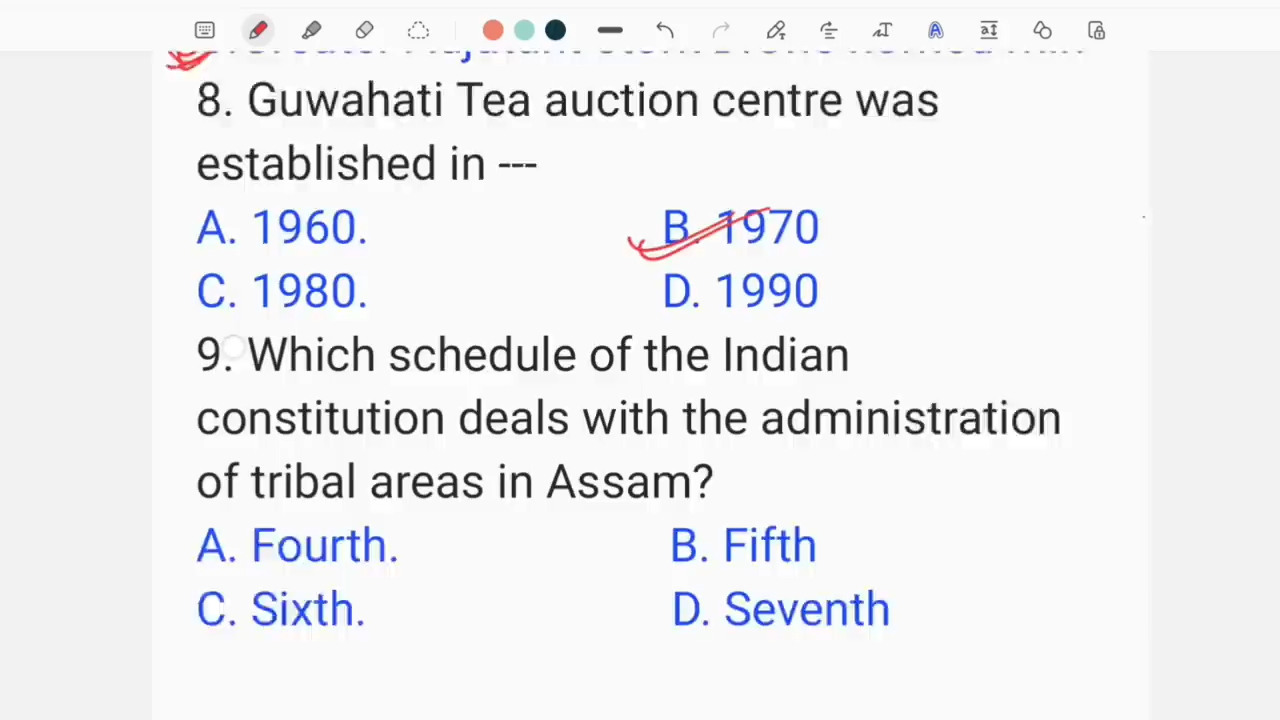 8. Guwahati Tea auction centre was
established in ---
A. 1960. B. 1970
C. 1980. D. 1990
9. Which schedule of the Indian
constitution deals with the administration
of tribal areas in Assam?
A. Fourth. B. Fifth
C. Sixth. D. Seventh